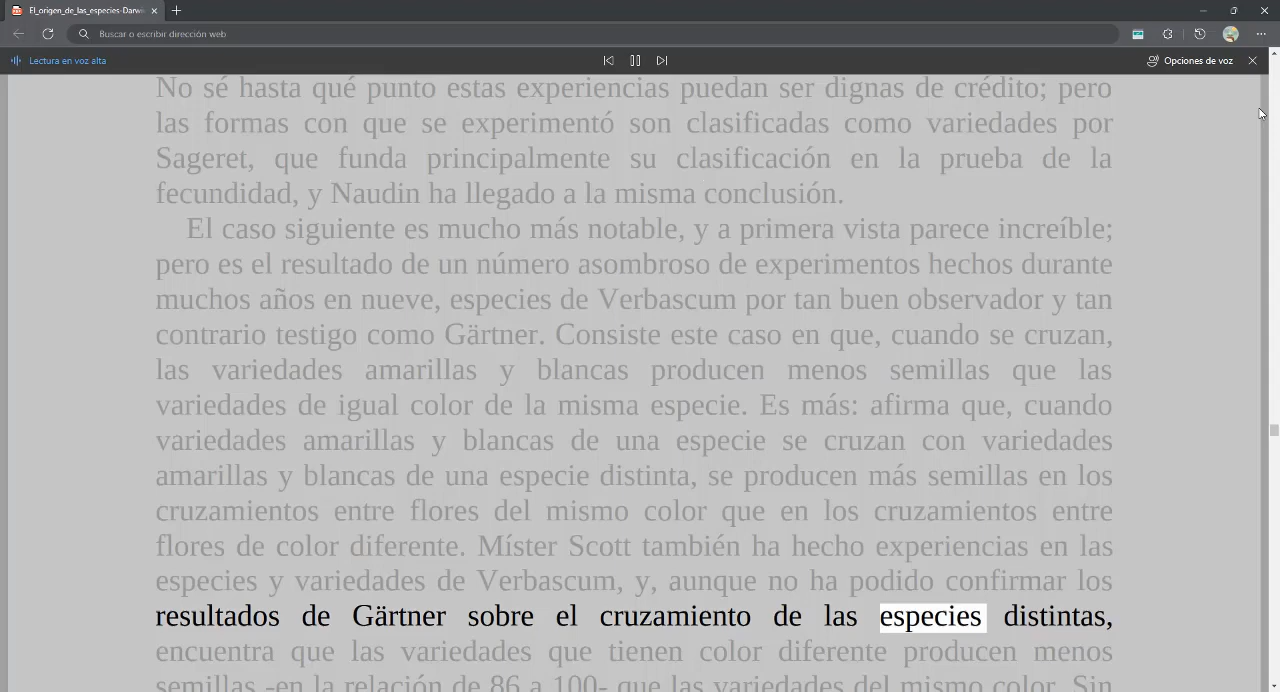 El_origen_de_las_especies-Darwi
Buscar o escribir dirección web
Lectura en voz alta
Opciones de voz
No sé hasta qué punto estas experiencias puedan ser dignas de crédito; pero
las formas con que se experimentó son clasificadas como variedades por
Sageret, que funda principalmente su clasificación en la prueba de la
fecundidad, y Naudin ha llegado a la misma conclusión.
El caso siguiente es mucho más notable, y a primera vista parece increíble;
pero es el resultado de un número asombroso de experimentos hechos durante
muchos años en nueve, especies de Verbascum por tan buen observador y tan
contrario testigo como Gärtner. Consiste este caso en que, cuando se cruzan,
las variedades amarillas y blancas producen menos semillas que las
variedades de igual color de la misma especie. Es más: afirma que, cuando
variedades amarillas y blancas de una especie se cruzan con variedades
amarillas y blancas de una especie distinta, se producen más semillas en los
cruzamientos entre flores del mismo color que en los cruzamientos entre
flores de color diferente. Míster Scott también ha hecho experiencias en las
especies y variedades de Verbascum, y, aunque no ha podido confirmar los
resultados de Gärtner sobre el cruzamiento de las especies distintas,
encuentra que las variedades que tienen color diferente producen menos
semillas -en la relación de 86 a 100- que las variedades del mismo color. Sin